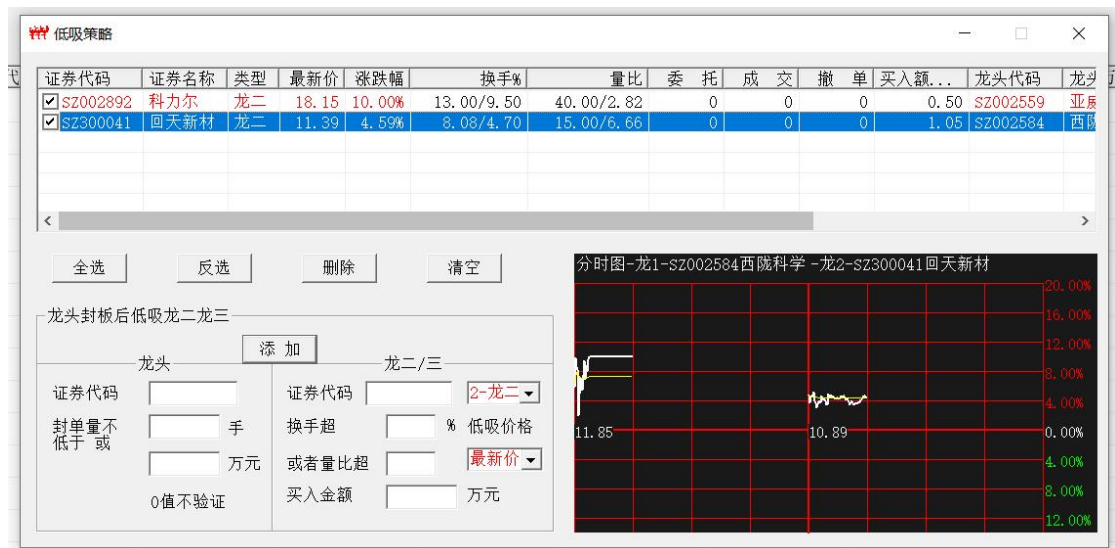 低吸策略
代
证券代码 证券名称 类型 最新价 涨跌幅 换手% 量比 委 托 成 交 撤 单 买入额... 龙头代码 龙头
SZ002892 科力尔 龙二 18.15 10.00% 13.00/9.50 40.00/2.82 0 0 0 0.50 SZ002559 亚
SZ300041 回天新材 龙二 11.39 4.59% 8.08/4.70 15.00/6.66 0 0 0 1.05 SZ002584 西陇
全选 反选 删除 清空
分时图-龙1-SZ002584西陇科学 -龙2-SZ300041回天新材
20.00%
16.00%
12.00%
8.00%
4.00%
11.85 10.89 0.00%
4.00%
8.00%
12.00%
龙头封板后低吸龙二龙三
添 加
龙头 龙二/三
证券代码 证券代码 2-龙二
封单量不
低于 或 手 换手超 % 低吸价格
万元 或者量比超 最新价
0值不验证 买入金额 万元